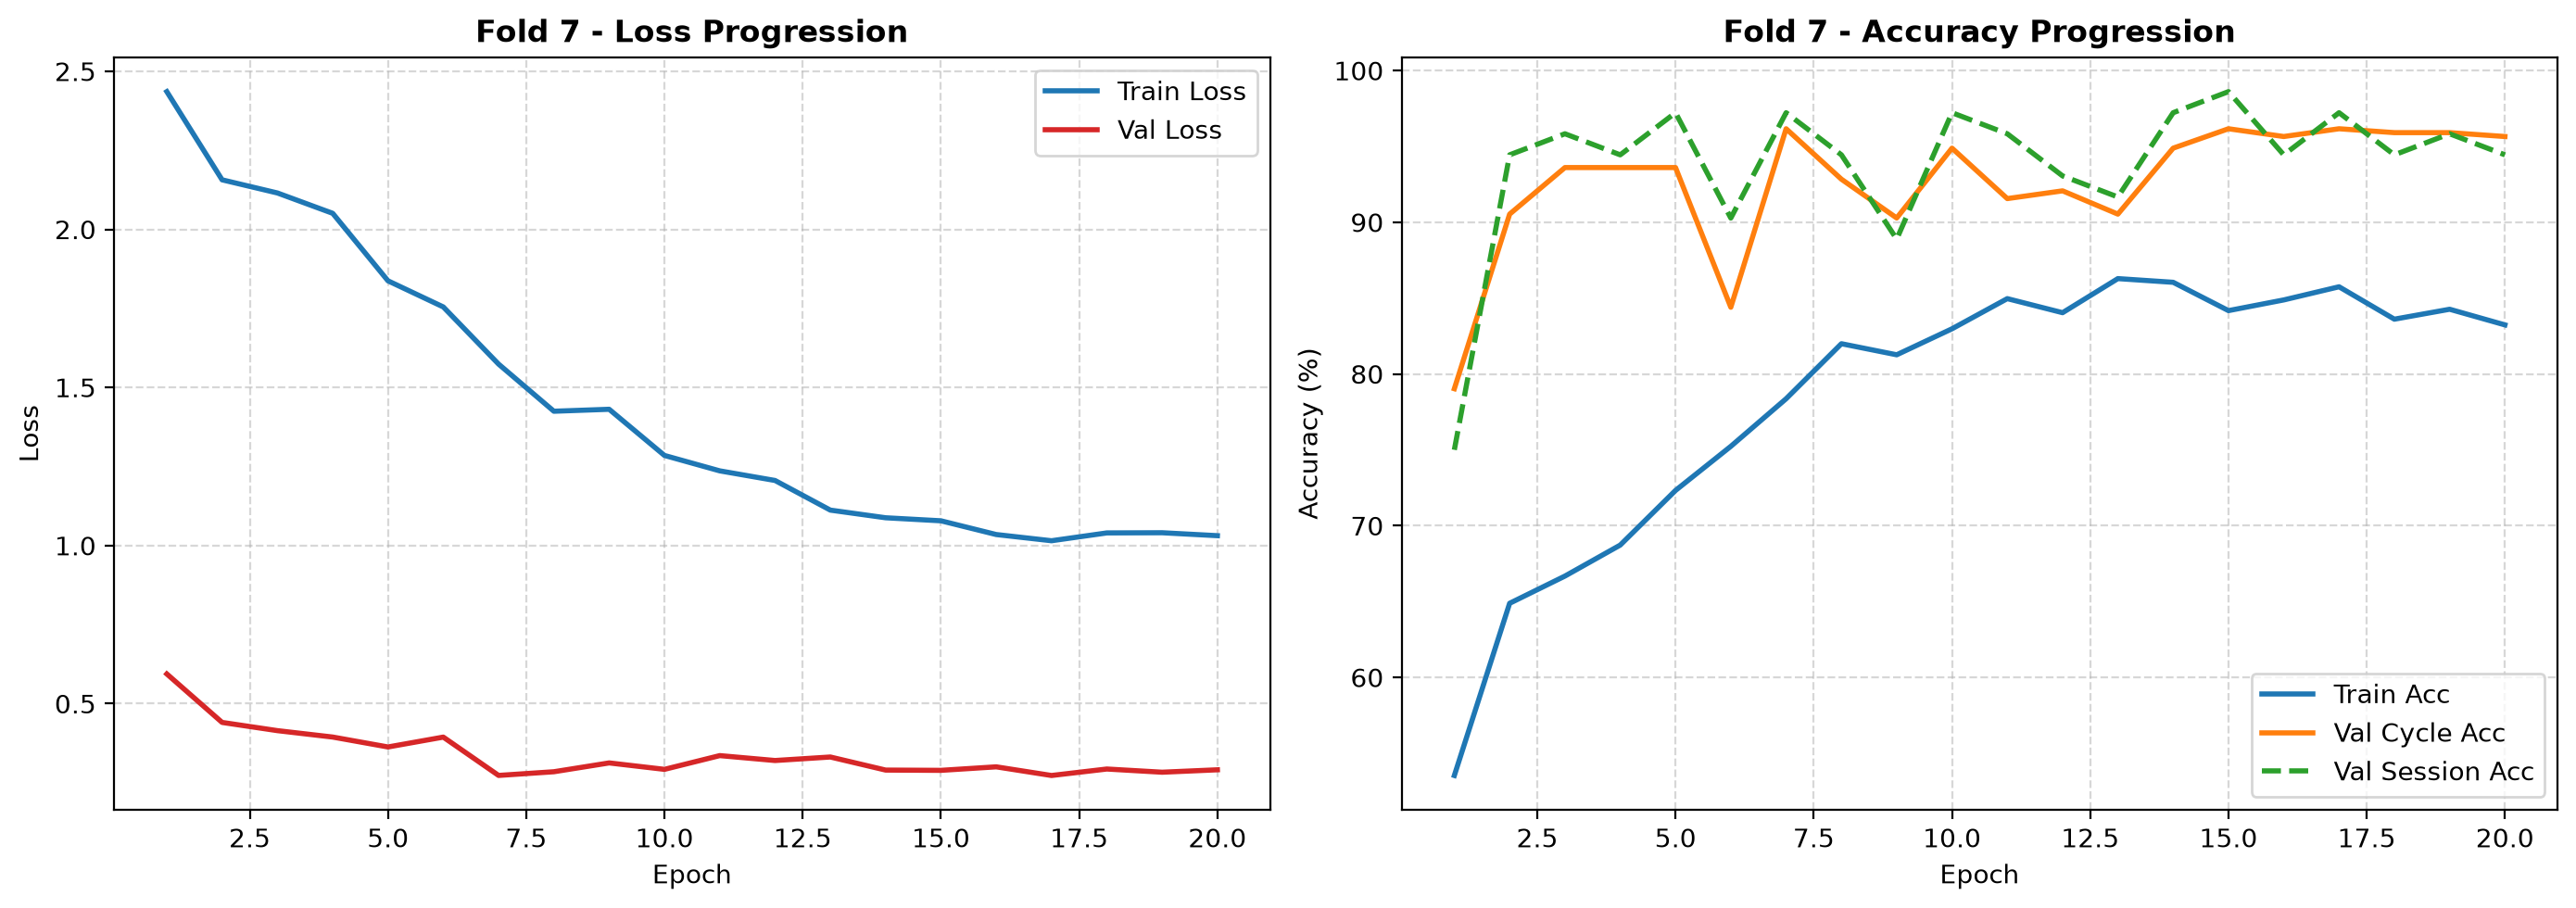 Fold 7 - Loss Progression
2.5
2.0
1.5
1.0
0.5
Loss
Train Loss
Val Loss
2.5 5.0 7.5 10.0 12.5 15.0 17.5 20.0
Epoch
Fold 7 - Accuracy Progression
100
90
80
70
60
Accuracy (%)
Train Acc
Val Cycle Acc
Val Session Acc
2.5 5.0 7.5 10.0 12.5 15.0 17.5 20.0
Epoch